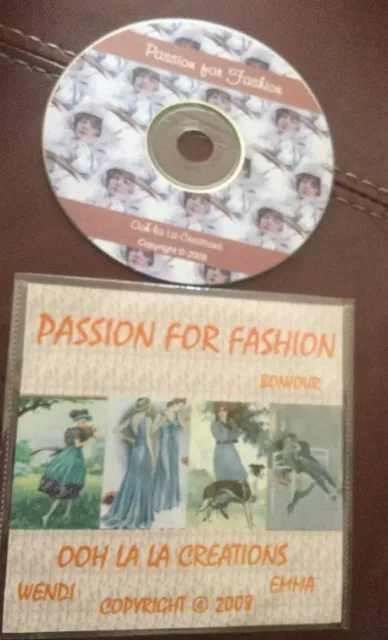 Passion for Fashion
Ooh-la-La-Creations
Copyright © 2008
PASSION FOR FASHION
BONJOUR
OOH LA LA CREATIONS
WENDI
EMMA
COPYRIGHT © 2008